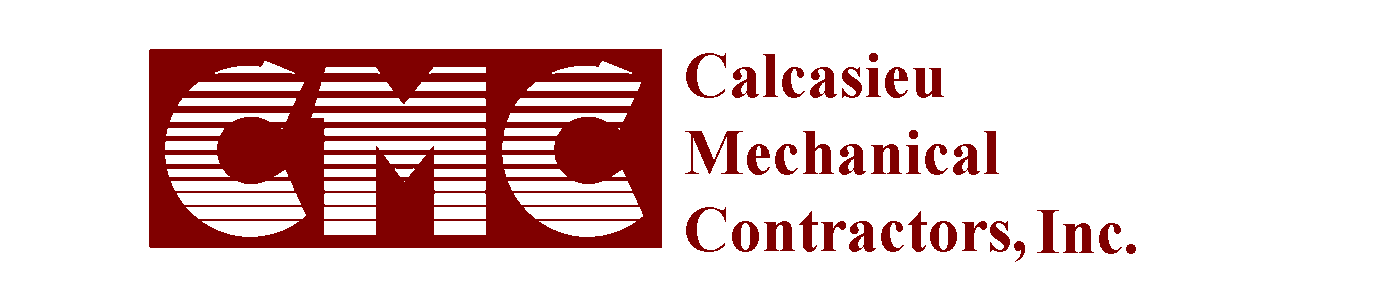 CMC
Calcasieu
Mechanical
Contractors, Inc.